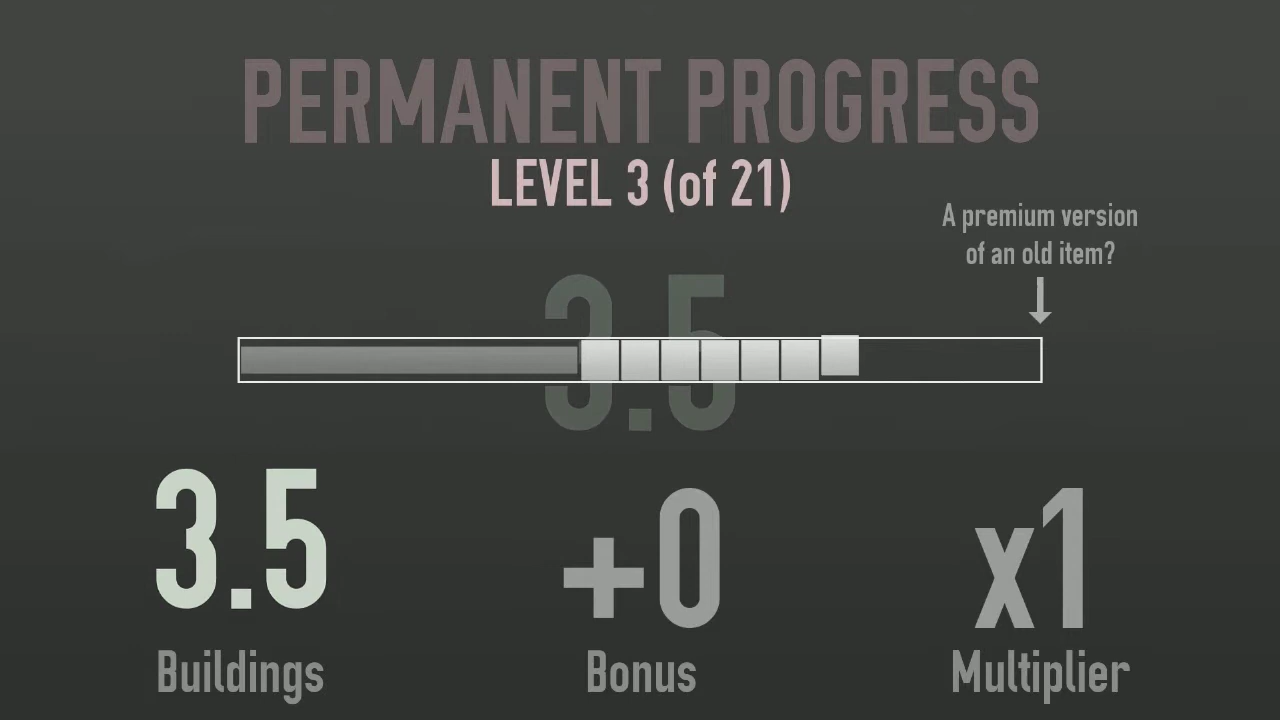 PERMANENT PROGRESS
LEVEL 3 (of 21)
A premium version
of an old item?
3.5
3.5
+0
x1
Buildings
Bonus
Multiplier